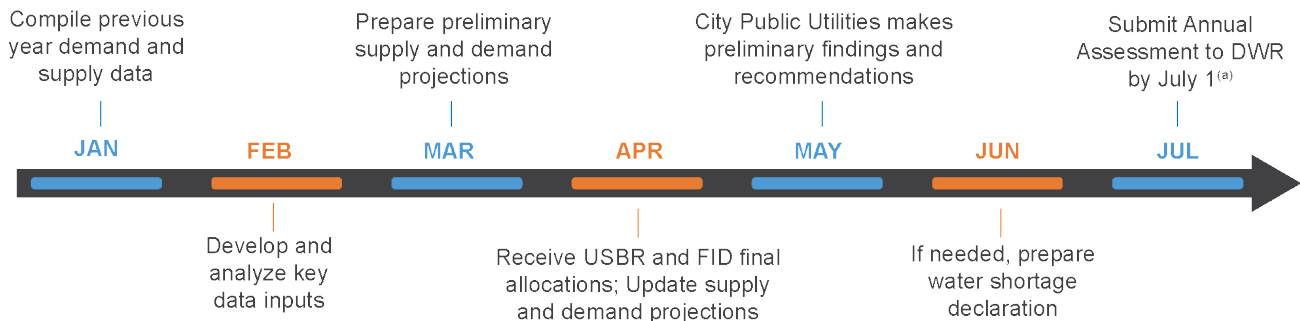 Compile previous
year demand and
supply data
Prepare preliminary
supply and demand
projections
City Public Utilities makes
preliminary findings and
recommendations
Submit Annual
Assessment to DWR
by July 1(a)
JAN
FEB
MAR
APR
MAY
JUN
JUL
Develop and
analyze key
data inputs
Receive USBR and FID final
allocations; Update supply
and demand projections
If needed, prepare
water shortage
declaration